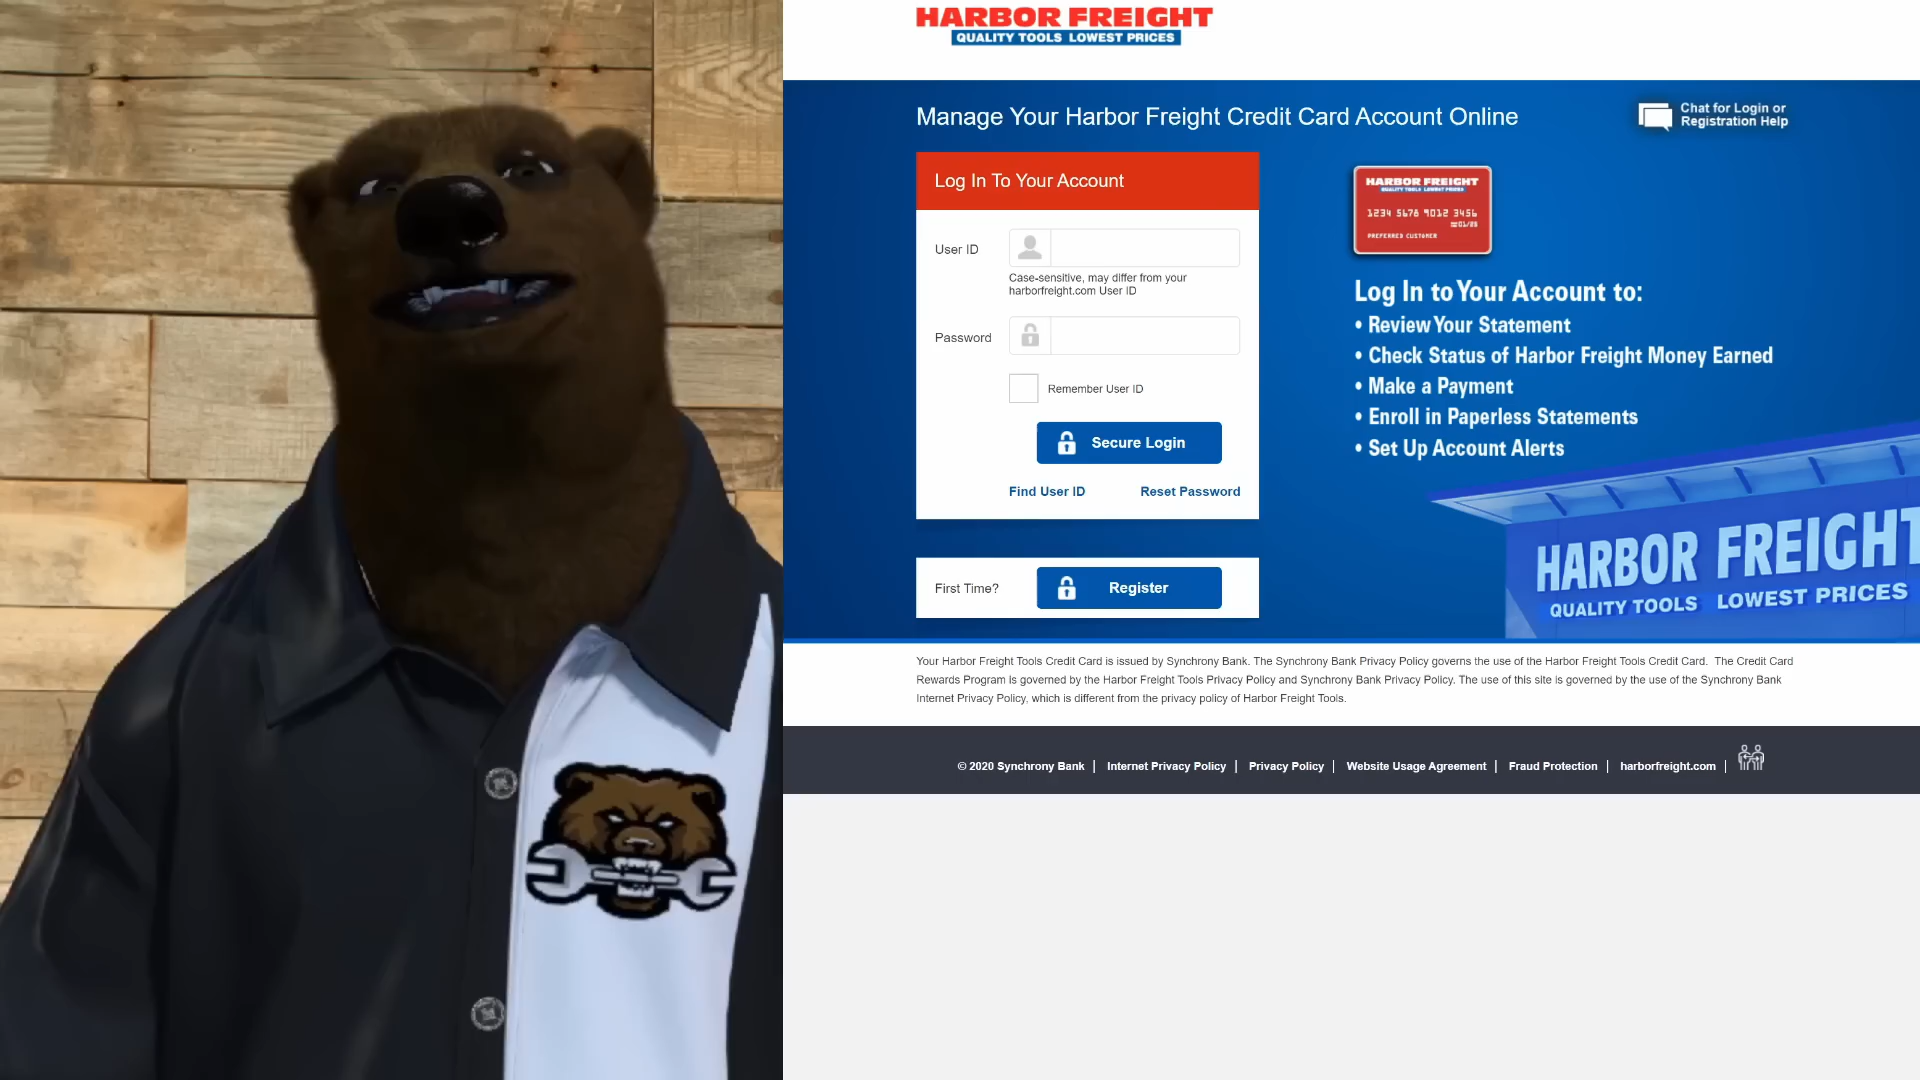 HARBOR FREIGHT
QUALITY TOOLS LOWEST PRICES
Manage Your Harbor Freight Credit Card Account Online
Chat for Login or
Registration Help
Log In To Your Account
User ID
Case-sensitive, may differ from your
harborfreight.com User ID
Password
Remember User ID
Secure Login
Find User ID
Reset Password
First Time?
Register
HARBOR FREIGHT
QUALITY TOOLS LOWEST PRICES
1234 5678 9012 3456
01/28
PREFERRED CUSTOMER
Log In to Your Account to:
• Review Your Statement
• Check Status of Harbor Freight Money Earned
• Make a Payment
• Enroll in Paperless Statements
• Set Up Account Alerts
HARBOR FREIGHT
QUALITY TOOLS LOWEST PRICES
Your Harbor Freight Tools Credit Card is issued by Synchrony Bank. The Synchrony Bank Privacy Policy governs the use of the Harbor Freight Tools Credit Card. The Credit Card
Rewards Program is governed by the Harbor Freight Tools Privacy Policy and Synchrony Bank Privacy Policy. The use of this site is governed by the use of the Synchrony Bank
Internet Privacy Policy, which is different from the privacy policy of Harbor Freight Tools.
© 2020 Synchrony Bank | Internet Privacy Policy | Privacy Policy | Website Usage Agreement | Fraud Protection | harborfreight.com |